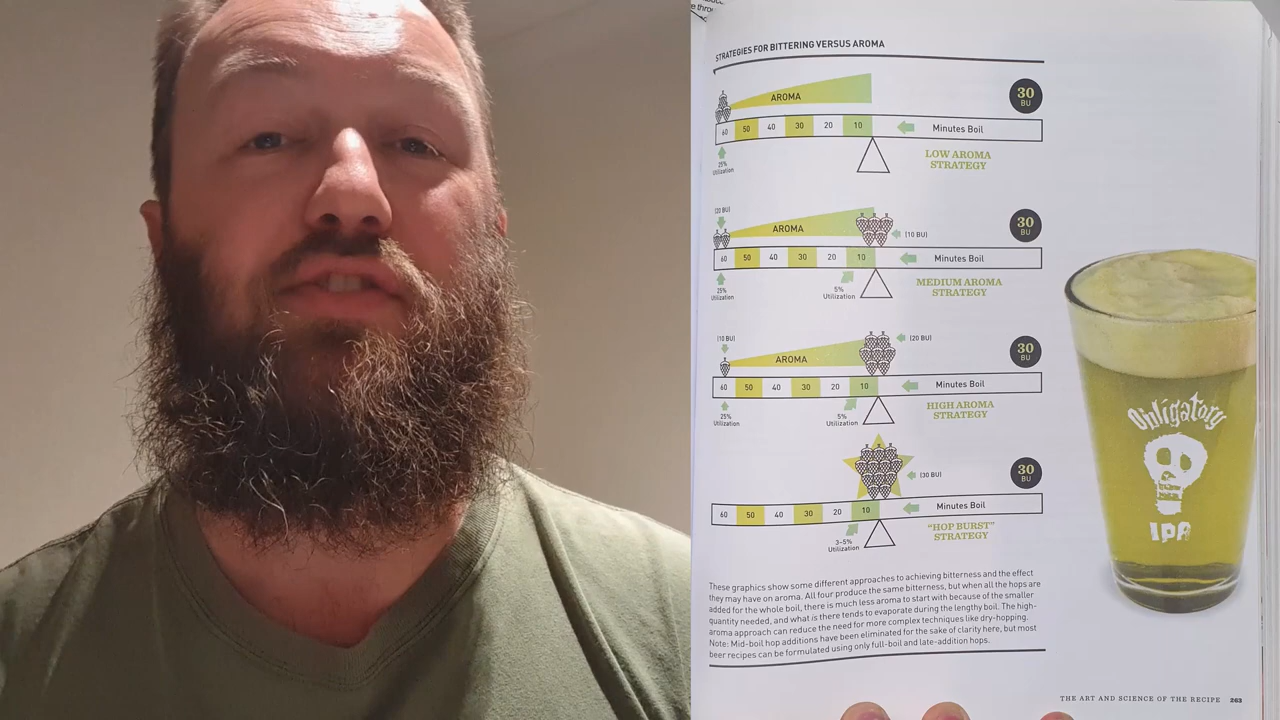 STRATEGIES FOR BITTERING VERSUS AROMA
AROMA
30
BU
60 50 40 30 20 10 Minutes Boil
25%
Utilization
LOW AROMA
STRATEGY
(20 BU)
AROMA
(10 BU)
30
BU
60 50 40 30 20 10 Minutes Boil
25%
Utilization
5%
Utilization
MEDIUM AROMA
STRATEGY
(10 BU)
AROMA
(20 BU)
30
BU
60 50 40 30 20 10 Minutes Boil
25%
Utilization
5%
Utilization
HIGH AROMA
STRATEGY
(30 BU)
30
BU
60 50 40 30 20 10 Minutes Boil
3–5%
Utilization
“HOP BURST”
STRATEGY
Obligatory
IPA
These graphics show some different approaches to achieving bitterness and the effect
they may have on aroma. All four produce the same bitterness, but when all the hops are
added for the whole boil, there is much less aroma to start with because of the smaller
quantity needed, and what is there tends to evaporate during the lengthy boil. The high-
aroma approach can reduce the need for more complex techniques like dry-hopping.
Note: Mid-boil hop additions have been eliminated for the sake of clarity here, but most
beer recipes can be formulated using only full-boil and late-addition hops.
THE ART AND SCIENCE OF THE RECIPE 203